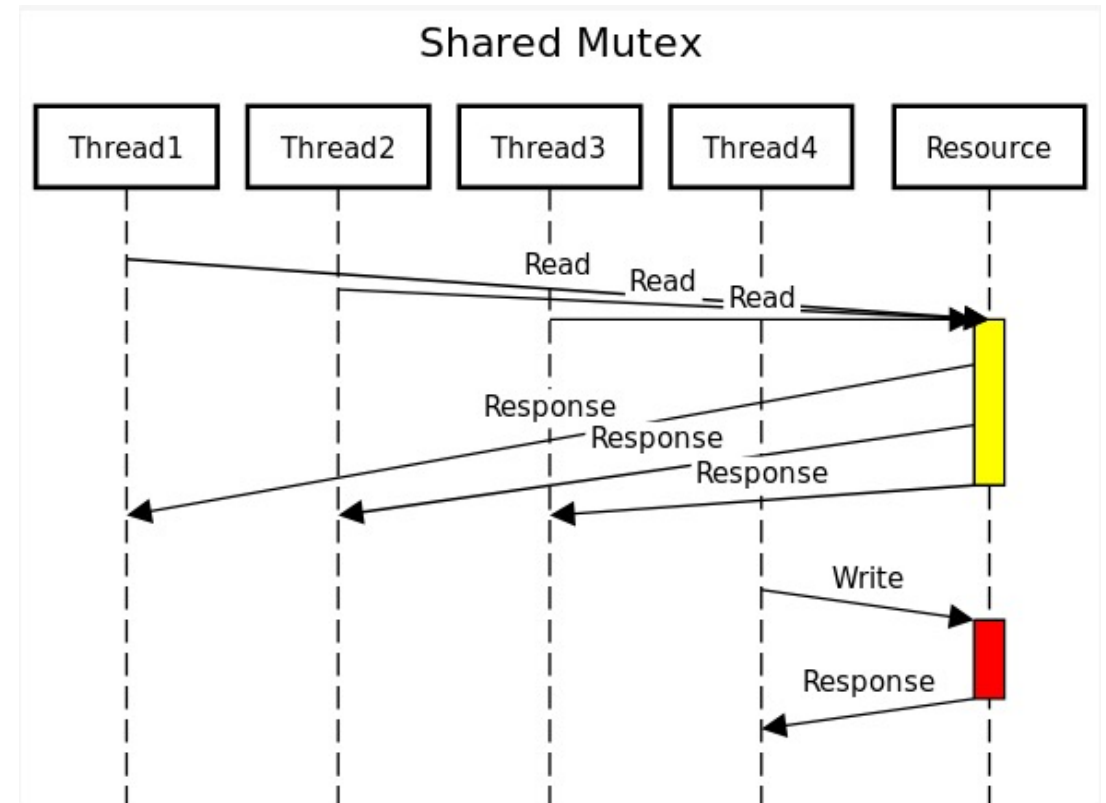 Shared Mutex
Thread1
Thread2
Thread3
Thread4
Resource
Read
Read
Read
Response
Response
Response
Write
Response